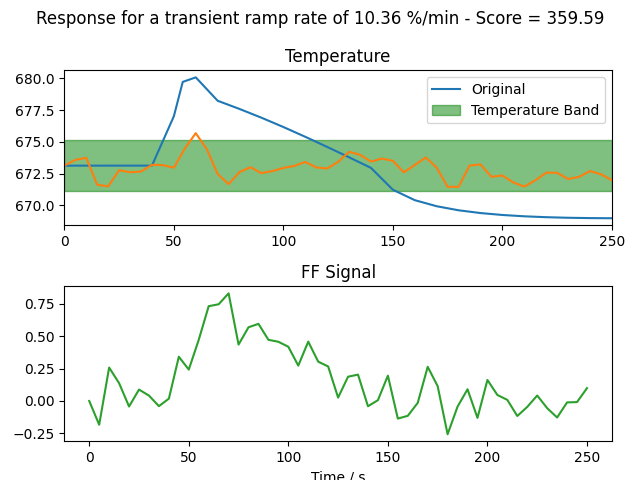 Response for a transient ramp rate of 10.36 %/min - Score = 359.59
Temperature
680.0
677.5
675.0
672.5
670.0
Original
Temperature Band
0 50 100 150 200 250
FF Signal
0.75
0.50
0.25
0.00
−0.25
0 50 100 150 200 250
Time / s